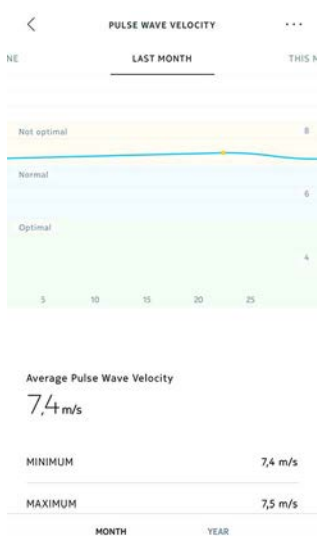 PULSE WAVE VELOCITY
NE LAST MONTH THIS M
Not optimal 8
Normal
6
Optimal
4
5 10 15 20 25
Average Pulse Wave Velocity
7,4 m/s
MINIMUM 7,4 m/s
MAXIMUM 7,5 m/s
MONTH YEAR